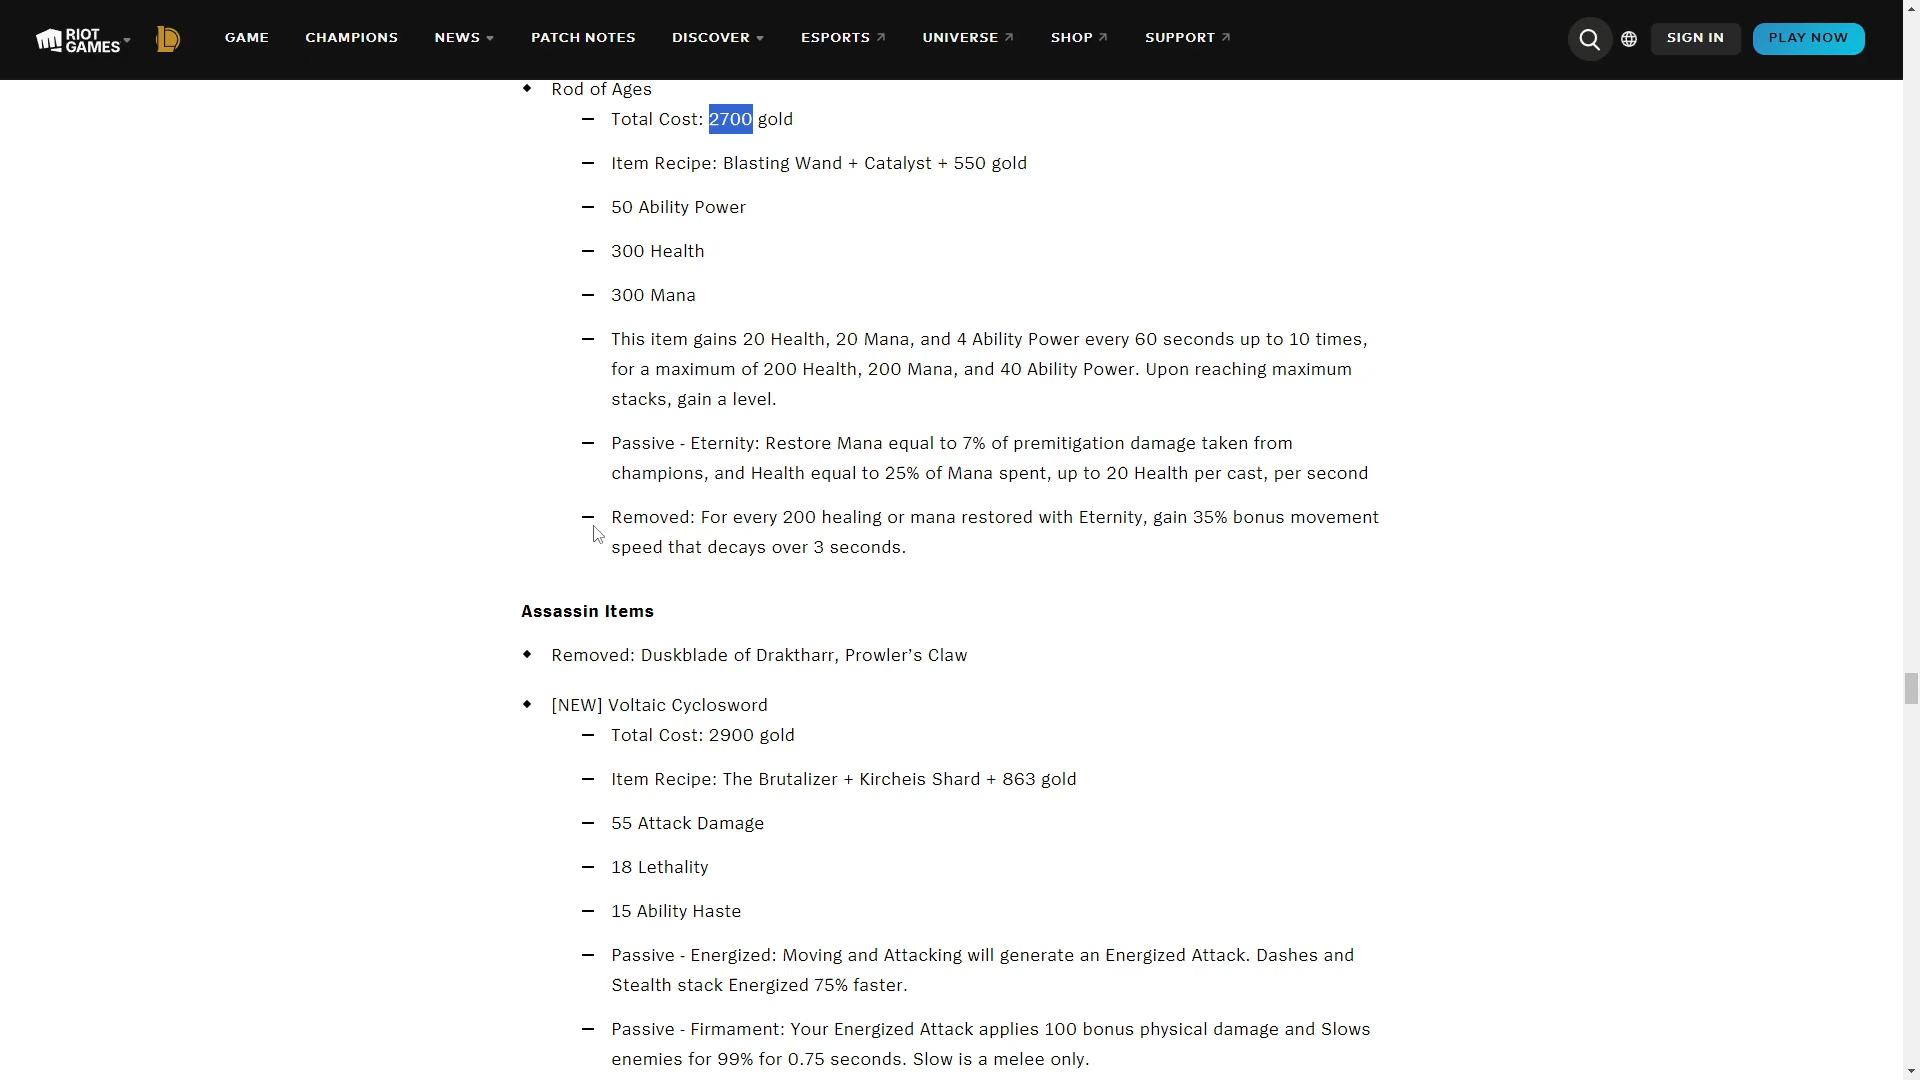 RIOT GAMES
GAME
CHAMPIONS
NEWS
PATCH NOTES
DISCOVER
ESPORTS
UNIVERSE
SHOP
SUPPORT
SIGN IN
PLAY NOW
Rod of Ages
Total Cost: 2700 gold
Item Recipe: Blasting Wand + Catalyst + 550 gold
50 Ability Power
300 Health
300 Mana
This item gains 20 Health, 20 Mana, and 4 Ability Power every 60 seconds up to 10 times,
for a maximum of 200 Health, 200 Mana, and 40 Ability Power. Upon reaching maximum
stacks, gain a level.
Passive - Eternity: Restore Mana equal to 7% of premitigation damage taken from
champions, and Health equal to 25% of Mana spent, up to 20 Health per cast, per second
Removed: For every 200 healing or mana restored with Eternity, gain 35% bonus movement
speed that decays over 3 seconds.
Assassin Items
Removed: Duskblade of Draktharr, Prowler’s Claw
[NEW] Voltaic Cyclosword
Total Cost: 2900 gold
Item Recipe: The Brutalizer + Kircheis Shard + 863 gold
55 Attack Damage
18 Lethality
15 Ability Haste
Passive - Energized: Moving and Attacking will generate an Energized Attack. Dashes and
Stealth stack Energized 75% faster.
Passive - Firmament: Your Energized Attack applies 100 bonus physical damage and Slows
enemies for 99% for 0.75 seconds. Slow is a melee only.